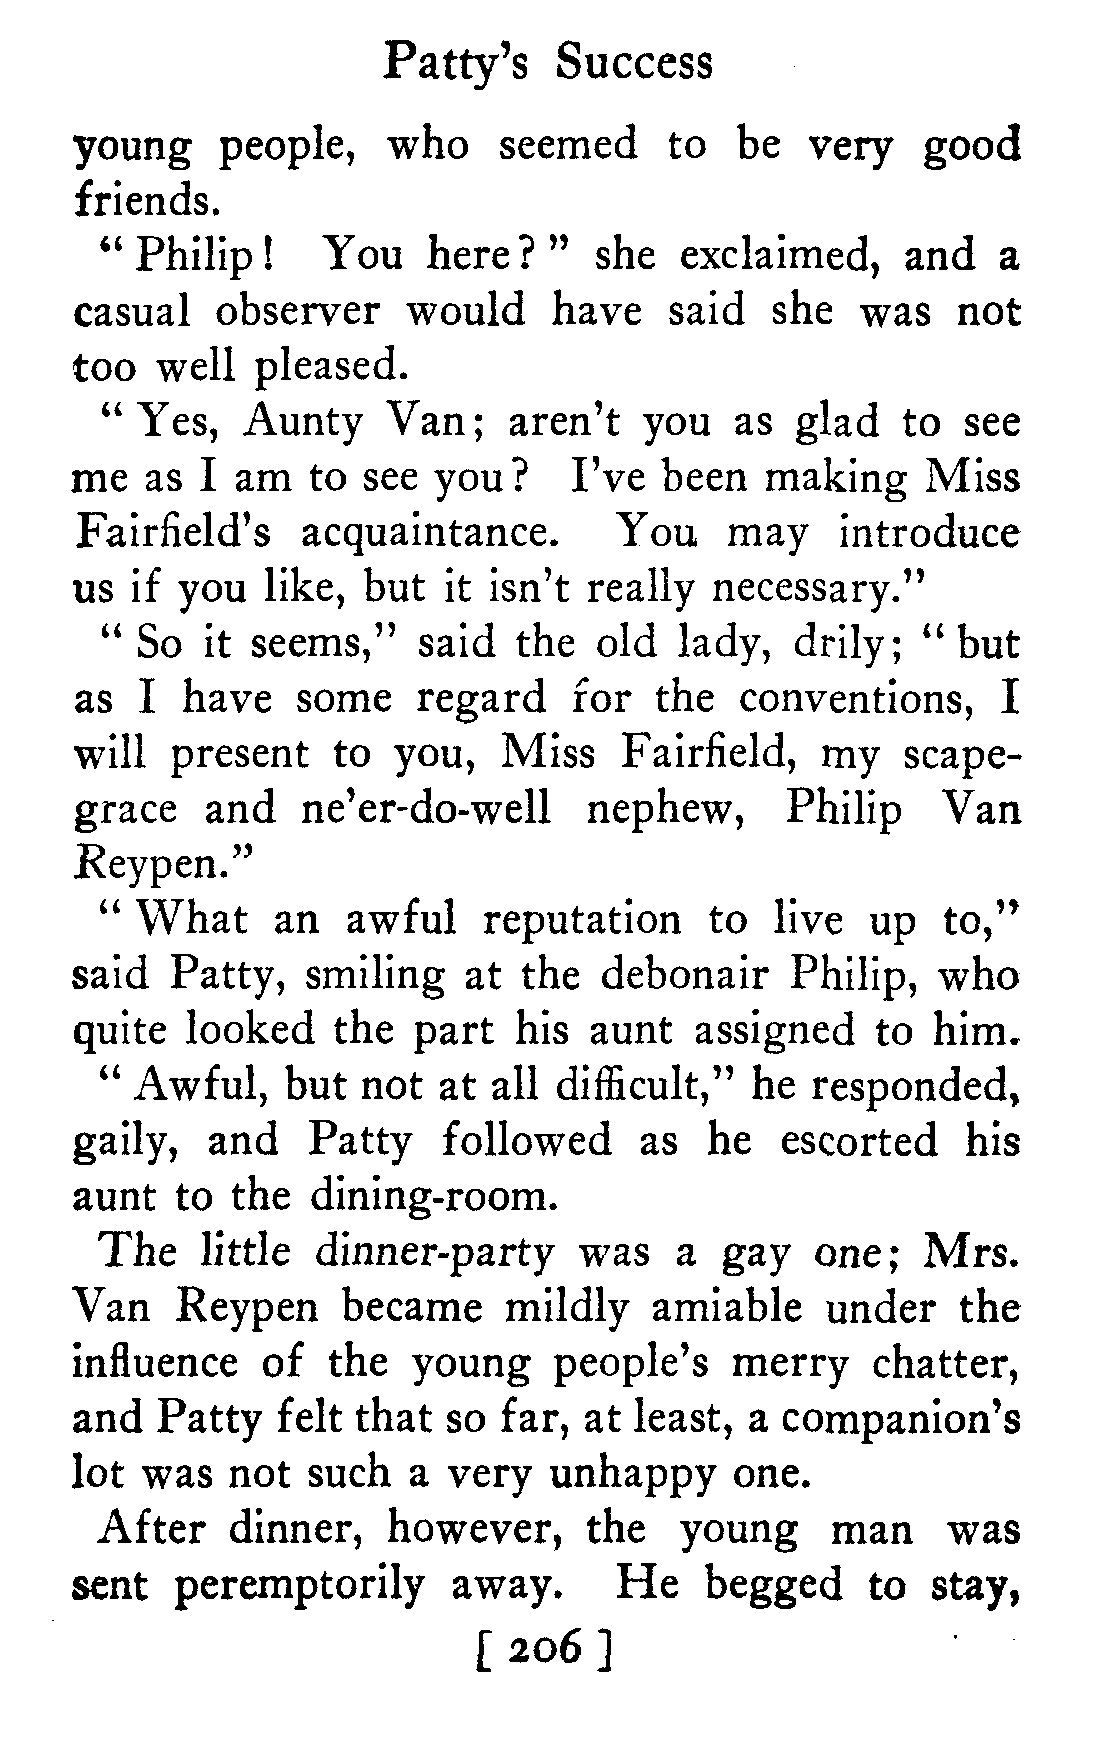 Patty's Success
young people, who seemed to be very good
friends.
"Philip! You here?" she exclaimed, and a
casual observer would have said she was not
too well pleased.
"Yes, Aunty Van; aren't you as glad to see
me as I am to see you? I've been making Miss
Fairfield's acquaintance. You may introduce
us if you like, but it isn't really necessary."
"So it seems," said the old lady, drily; "but
as I have some regard for the conventions, I
will present to you, Miss Fairfield, my scape-
grace and ne'er-do-well nephew, Philip Van
Reypen."
"What an awful reputation to live up to,"
said Patty, smiling at the debonair Philip, who
quite looked the part his aunt assigned to him.
"Awful, but not at all difficult," he responded,
gaily, and Patty followed as he escorted his
aunt to the dining-room.
The little dinner-party was a gay one; Mrs.
Van Reypen became mildly amiable under the
influence of the young people's merry chatter,
and Patty felt that so far, at least, a companion's
lot was not such a very unhappy one.
After dinner, however, the young man was
sent peremptorily away. He begged to stay,
[ 206 ]